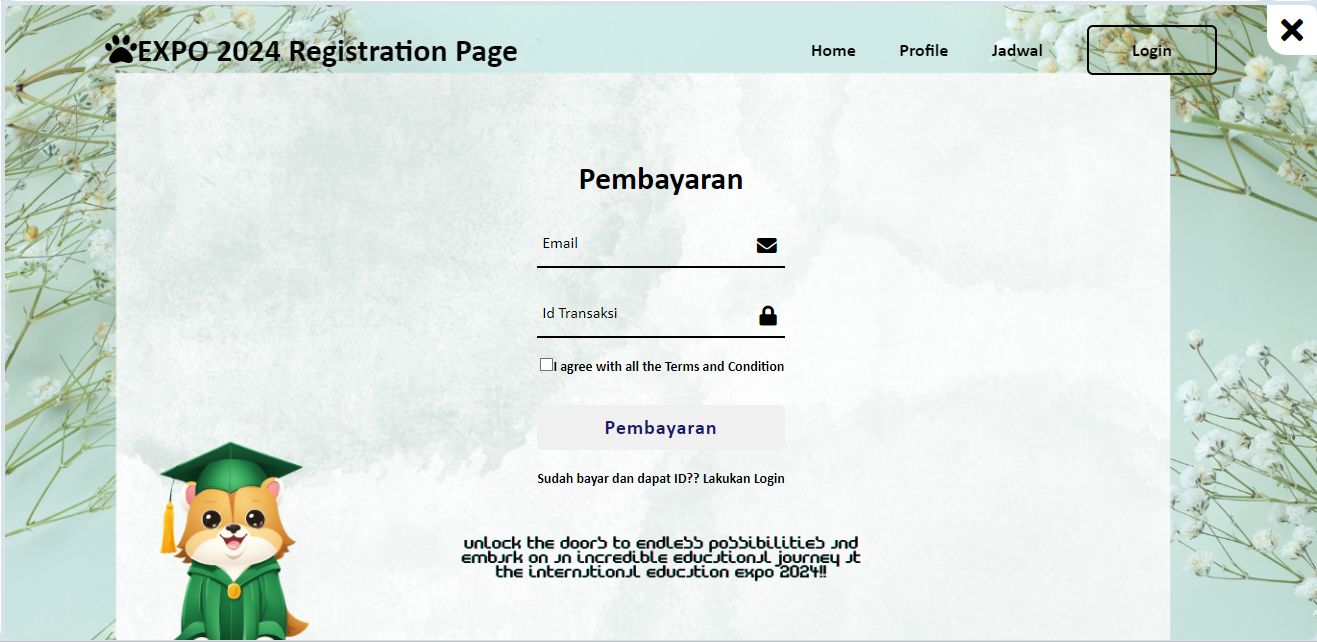 EXPO 2024 Registration Page
Home
Profile
Jadwal
Login
Pembayaran
Email
Id Transaksi
I agree with all the Terms and Condition
Pembayaran
Sudah bayar dan dapat ID?? Lakukan Login
unlock the doors to endless possibilities and
embark on an incredible educational journey at
the international education expo 2024!!